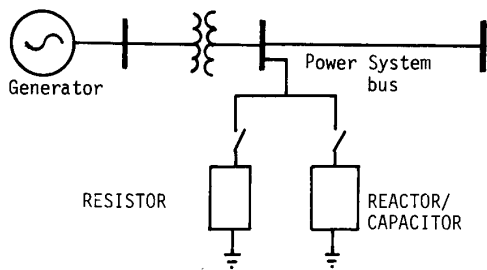 Power System
bus
Generator
RESISTOR
REACTOR/
CAPACITOR